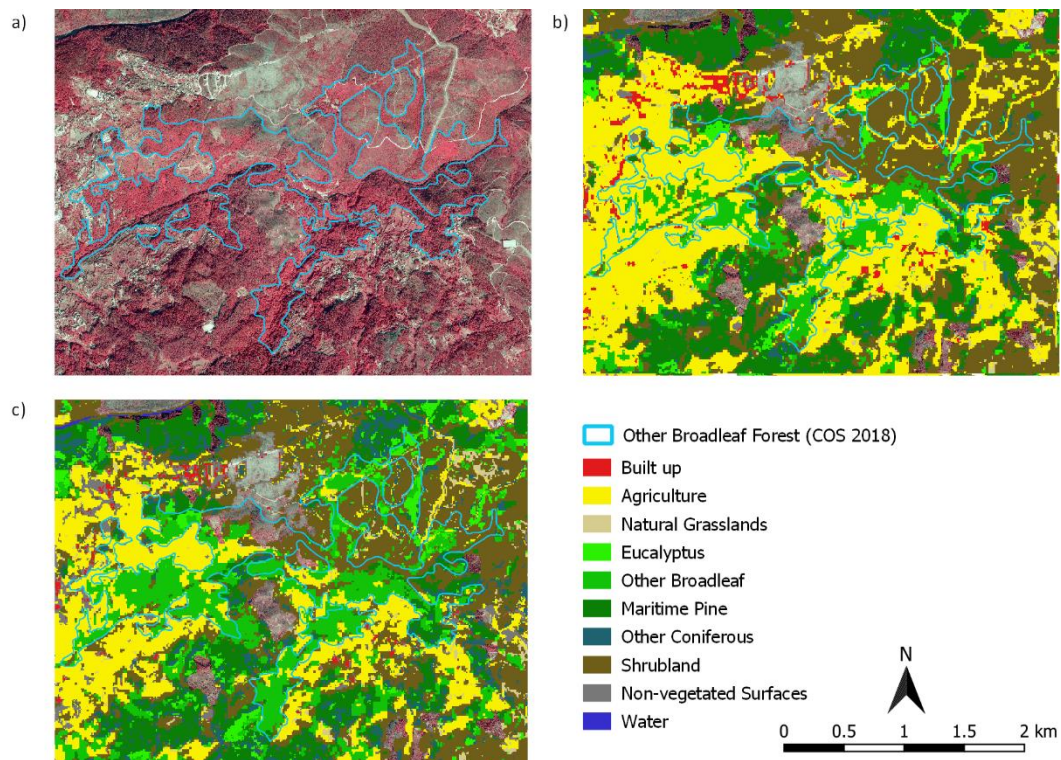 a)
b)
c)
Other Broadleaf Forest (COS 2018)
Built up
Agriculture
Natural Grasslands
Eucalyptus
Other Broadleaf
Maritime Pine
Other Coniferous
Shrubland
Non-vegetated Surfaces
Water
N
0 0.5 1 1.5 2 km